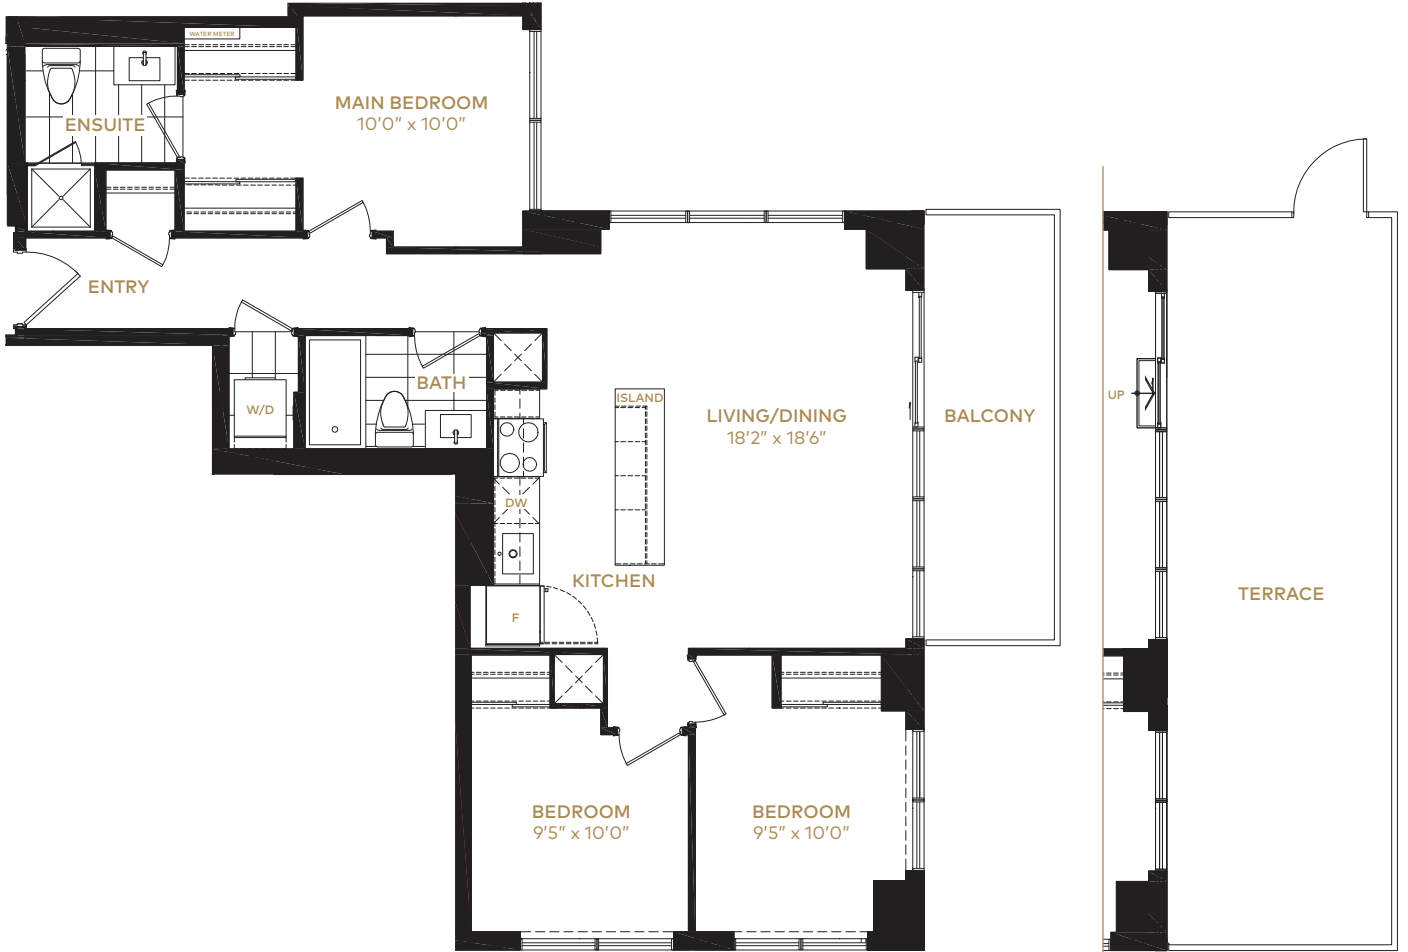 WATER METER
MAIN BEDROOM
10'0" x 10'0"
ENSUITE
ENTRY
W/D
BATH
ISLAND
LIVING/DINING
18'2" x 18'6"
BALCONY
UP
DW
KITCHEN
F
TERRACE
BEDROOM
9'5" x 10'0"
BEDROOM
9'5" x 10'0"